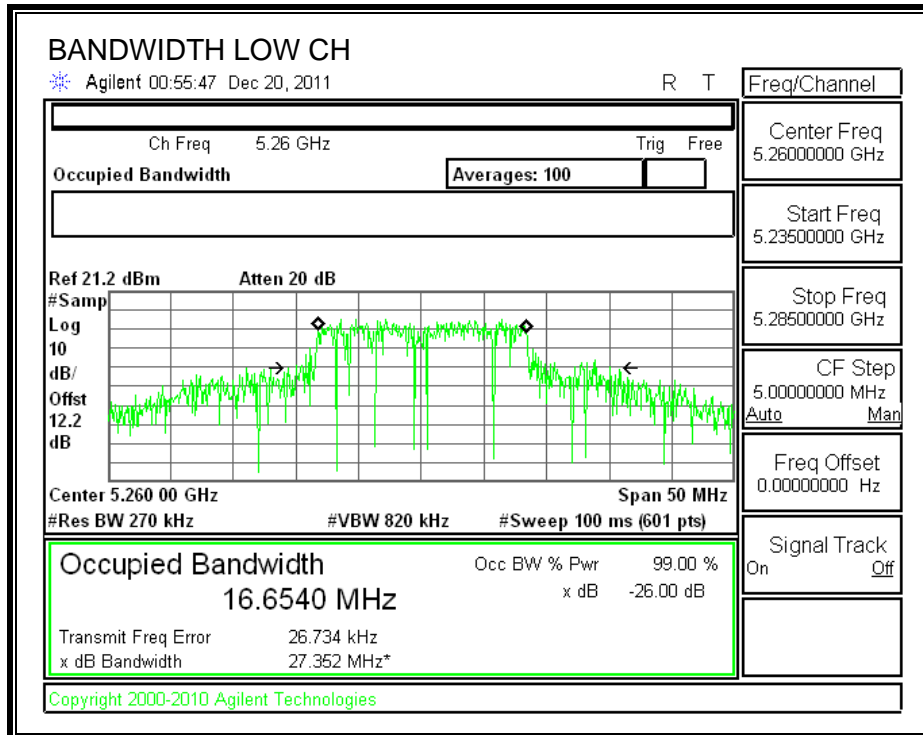 BANDWIDTH LOW CH
Agilent 00:55:47 Dec 20, 2011 R T
Freq/Channel
Ch Freq 5.26 GHz Trig Free
Occupied Bandwidth Averages: 100
Center Freq
5.26000000 GHz
Start Freq
5.23500000 GHz
Stop Freq
5.28500000 GHz
CF Step
5.00000000 MHz
Auto Man
Freq Offset
0.00000000 Hz
Signal Track
On Off
Ref 21.2 dBm Atten 20 dB
#Samp
Log
10
dB/
Offst
12.2
dB
Center 5.260 00 GHz Span 50 MHz
#Res BW 270 kHz #VBW 820 kHz #Sweep 100 ms (601 pts)
Occupied Bandwidth Occ BW % Pwr 99.00 %
16.6540 MHz x dB -26.00 dB
Transmit Freq Error 26.734 kHz
x dB Bandwidth 27.352 MHz*
Copyright 2000-2010 Agilent Technologies